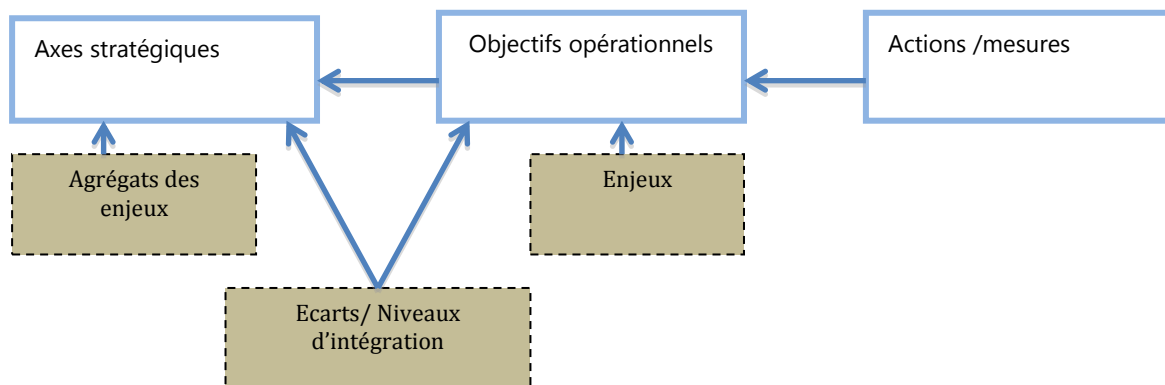 Axes stratégiques
Objectifs opérationnels
Actions /mesures
Agrégats des
enjeux
Enjeux
Ecarts/ Niveaux
d’intégration